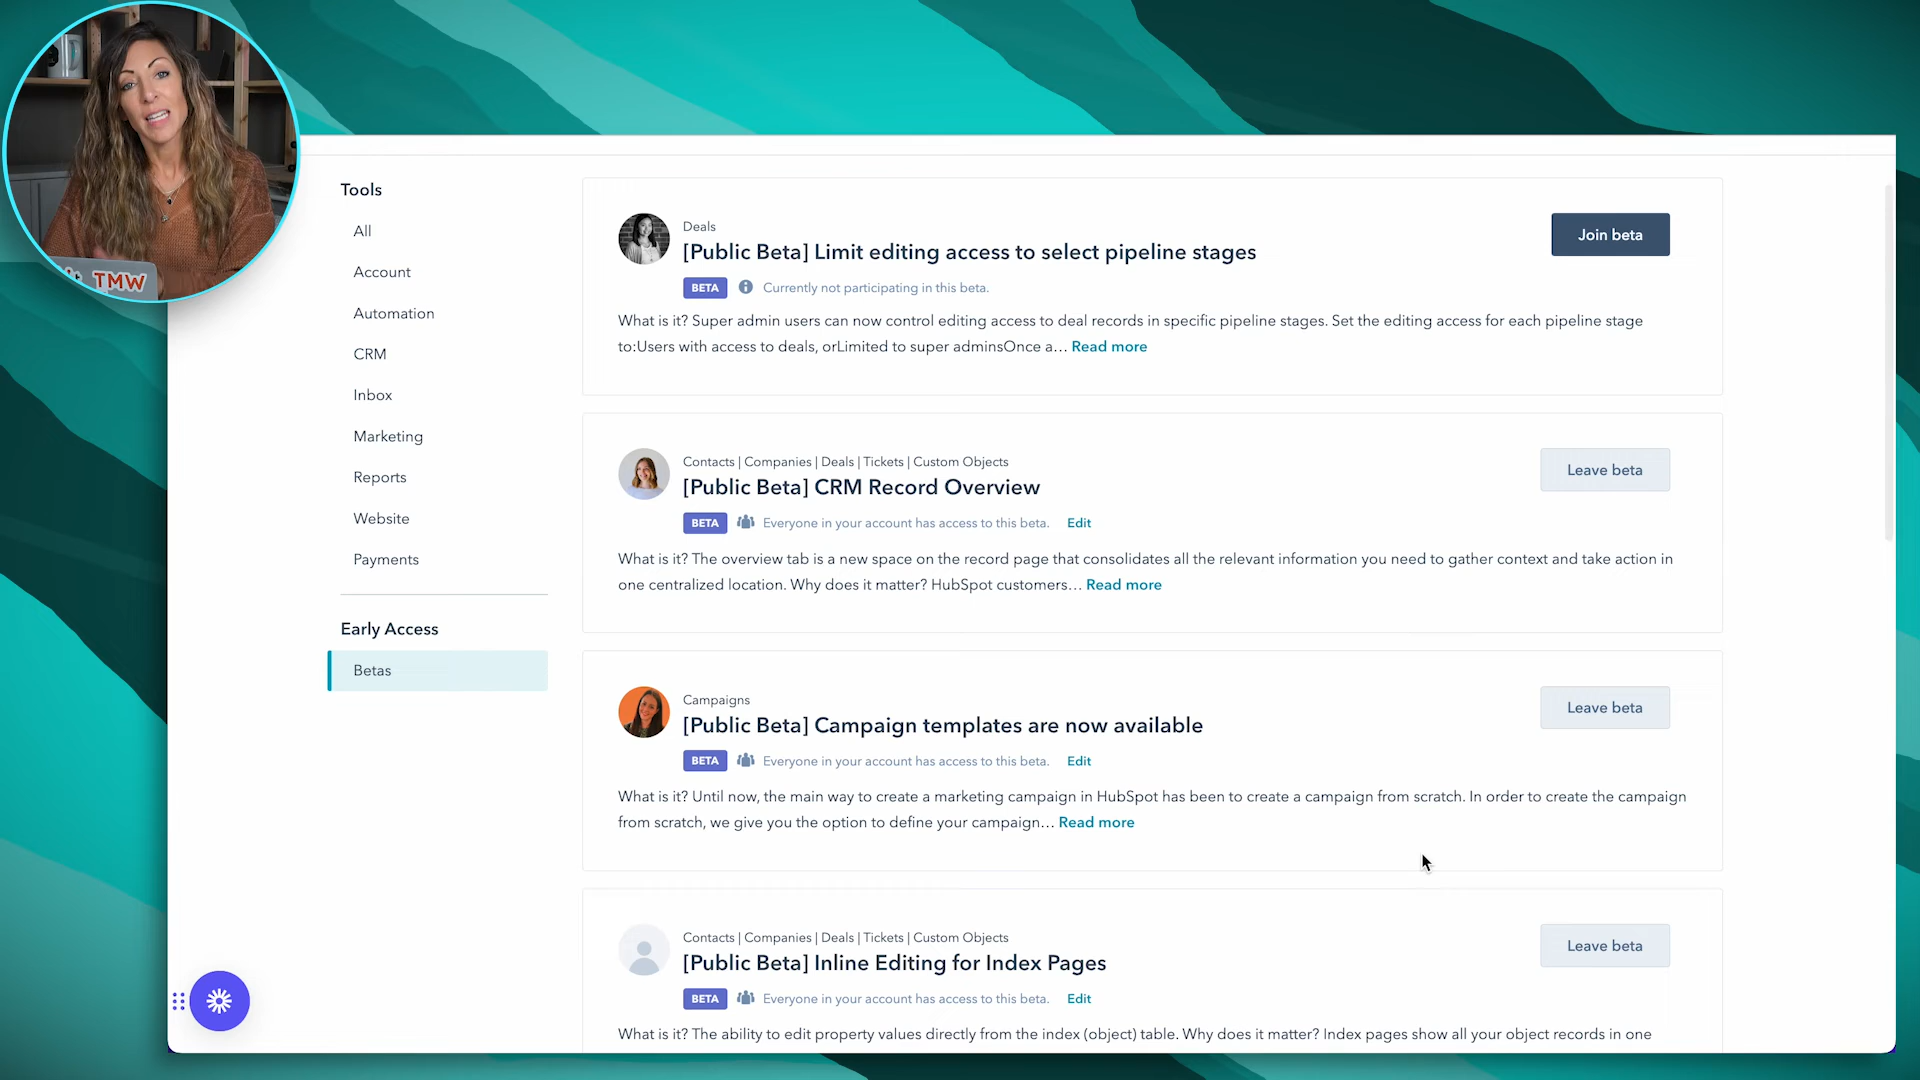 TMW
Tools
All
Account
Automation
CRM
Inbox
Marketing
Reports
Website
Payments
Early Access
Betas
Deals
[Public Beta] Limit editing access to select pipeline stages
Join beta
BETA Currently not participating in this beta.
What is it? Super admin users can now control editing access to deal records in specific pipeline stages. Set the editing access for each pipeline stage
to:Users with access to deals, orLimited to super adminsOnce a... Read more
Contacts | Companies | Deals | Tickets | Custom Objects
[Public Beta] CRM Record Overview
Leave beta
BETA Everyone in your account has access to this beta. Edit
What is it? The overview tab is a new space on the record page that consolidates all the relevant information you need to gather context and take action in
one centralized location. Why does it matter? HubSpot customers... Read more
Campaigns
[Public Beta] Campaign templates are now available
Leave beta
BETA Everyone in your account has access to this beta. Edit
What is it? Until now, the main way to create a marketing campaign in HubSpot has been to create a campaign from scratch. In order to create the campaign
from scratch, we give you the option to define your campaign... Read more
Contacts | Companies | Deals | Tickets | Custom Objects
[Public Beta] Inline Editing for Index Pages
Leave beta
BETA Everyone in your account has access to this beta. Edit
What is it? The ability to edit property values directly from the index (object) table. Why does it matter? Index pages show all your object records in one